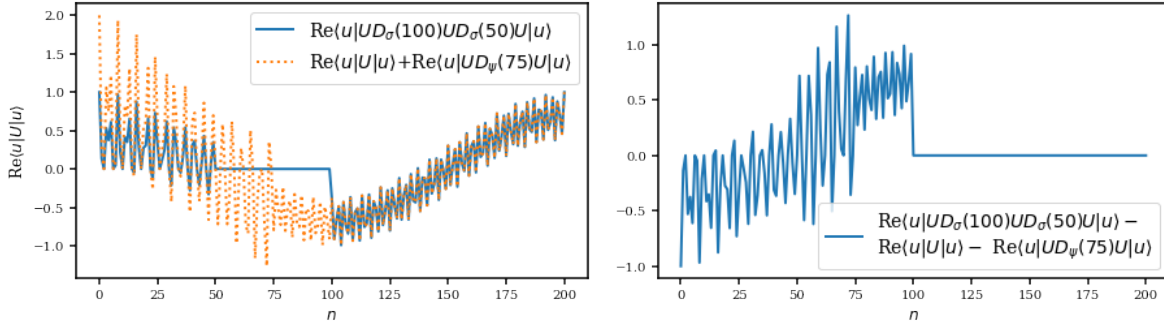 2.0
1.5
1.0
0.5
0.0
−0.5
−1.0
Re⟨u|U|u⟩
Re⟨u|UD_σ(100)UD_σ(50)U|u⟩
Re⟨u|U|u⟩+Re⟨u|UD_ψ(75)U|u⟩
0 25 50 75 100 125 150 175 200
n
1.0
0.5
0.0
−0.5
−1.0
Re⟨u|UD_σ(100)UD_σ(50)U|u⟩ −
Re⟨u|U|u⟩ − Re⟨u|UD_ψ(75)U|u⟩
0 25 50 75 100 125 150 175 200
n